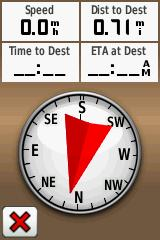 Speed
Dist to Dest
0.0 mh
0.71 mi
Time to Dest
ETA at Dest
__:__
__:__ AM
S
SE
SW
E
W
NE
NW
N